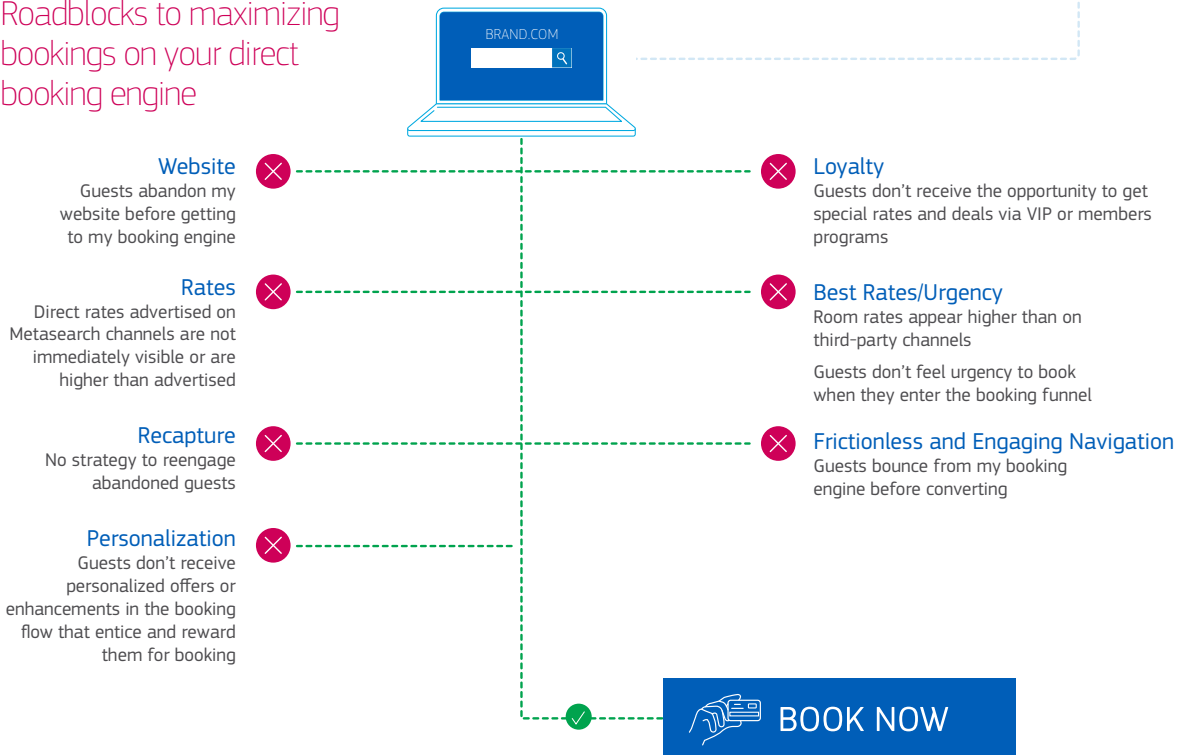 Roadblocks to maximizing
bookings on your direct
booking engine
BRAND.COM
Website
Guests abandon my
website before getting
to my booking engine
Loyalty
Guests don’t receive the opportunity to get
special rates and deals via VIP or members
programs
Rates
Direct rates advertised on
Metasearch channels are not
immediately visible or are
higher than advertised
Best Rates/Urgency
Room rates appear higher than on
third-party channels
Guests don’t feel urgency to book
when they enter the booking funnel
Recapture
No strategy to reengage
abandoned guests
Frictionless and Engaging Navigation
Guests bounce from my booking
engine before converting
Personalization
Guests don’t receive
personalized offers or
enhancements in the booking
flow that entice and reward
them for booking
BOOK NOW